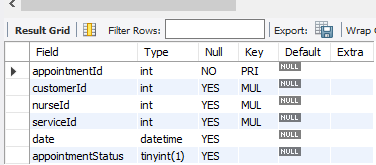 Result Grid Filter Rows: Export: Wrap C
Field Type Null Key Default Extra
appointmentId int NO PRI NULL
customerId int YES MUL NULL
nurseId int YES MUL NULL
serviceId int YES MUL NULL
date datetime YES NULL
appointmentStatus tinyint(1) YES NULL